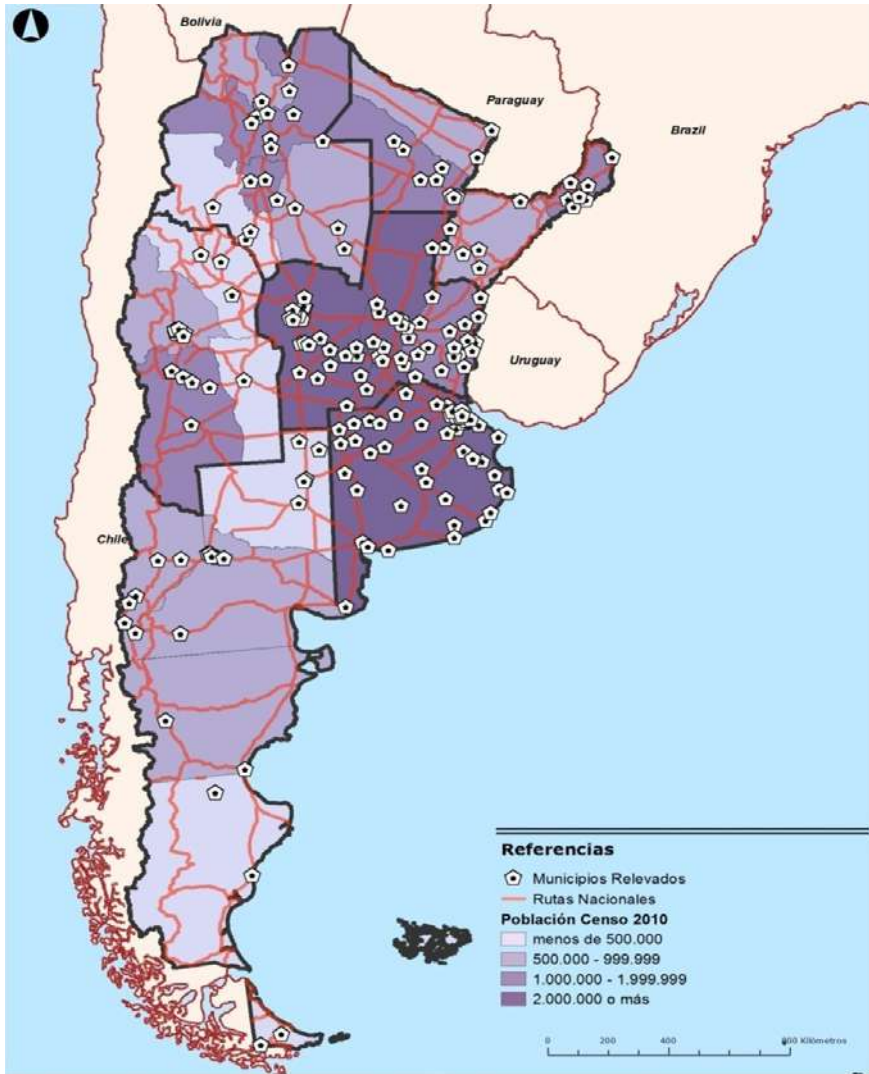 Bolivia
Paraguay
Brazil
Uruguay
Chile
Referencias
Municipios Relevados
Rutas Nacionales
Población Censo 2010
menos de 500.000
500.000 - 999.999
1.000.000 - 1.999.999
2.000.000 o más
0 200 400 800 Kilómetros